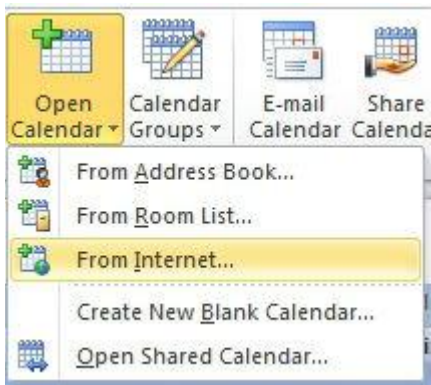 Open Calendar Calendar Groups E-mail Calendar Share
From Address Book...
From Room List...
From Internet...
Create New Blank Calendar...
Open Shared Calendar...